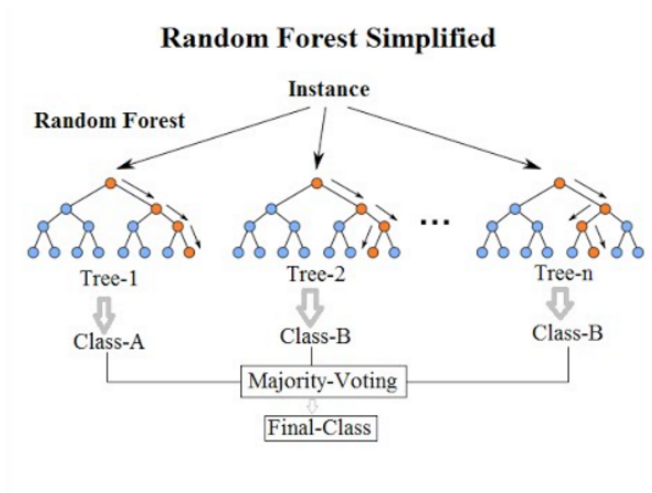 Random Forest Simplified
Instance
Random Forest
...
Tree-1
Tree-2
Tree-n
Class-A
Class-B
Class-B
Majority-Voting
Final-Class